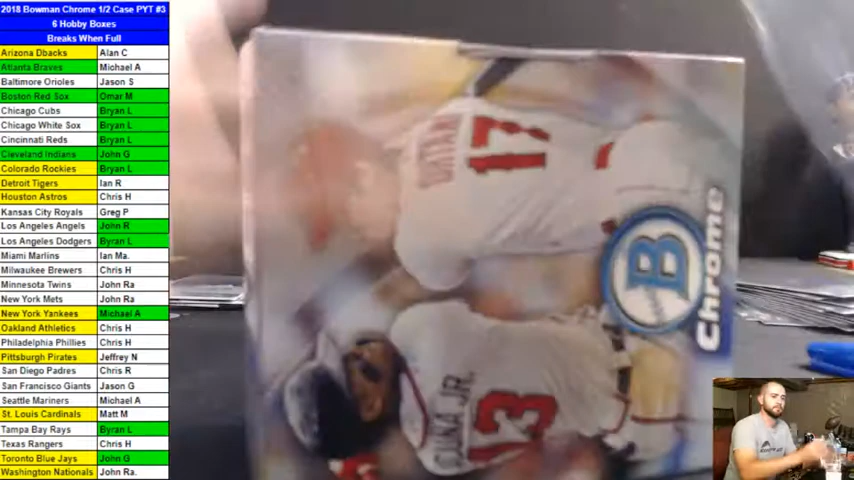 2018 Bowman Chrome 1/2 Case PYT #3
6 Hobby Boxes
Breaks When Full
Arizona Dbacks Alan C
Atlanta Braves Michael A
Baltimore Orioles Jason S
Boston Red Sox Omar M
Chicago Cubs Bryan L
Chicago White Sox Bryan L
Cincinnati Reds Bryan L
Cleveland Indians John G
Colorado Rockies Bryan L
Detroit Tigers Ian R
Houston Astros Chris H
Kansas City Royals Greg P
Los Angeles Angels John R
Los Angeles Dodgers Byran L
Miami Marlins Ian Ma.
Milwaukee Brewers Chris H
Minnesota Twins John Ra
New York Mets John Ra
New York Yankees Michael A
Oakland Athletics Chris H
Philadelphia Phillies Chris H
Pittsburgh Pirates Jeffrey N
San Diego Padres Chris R
San Francisco Giants Jason G
Seattle Mariners Michael A
St. Louis Cardinals Matt M
Tampa Bay Rays Byran L
Texas Rangers Chris H
Toronto Blue Jays John G
Washington Nationals John Ra.
OHTANI
17
B
Chrome
ACUÑA JR.
13